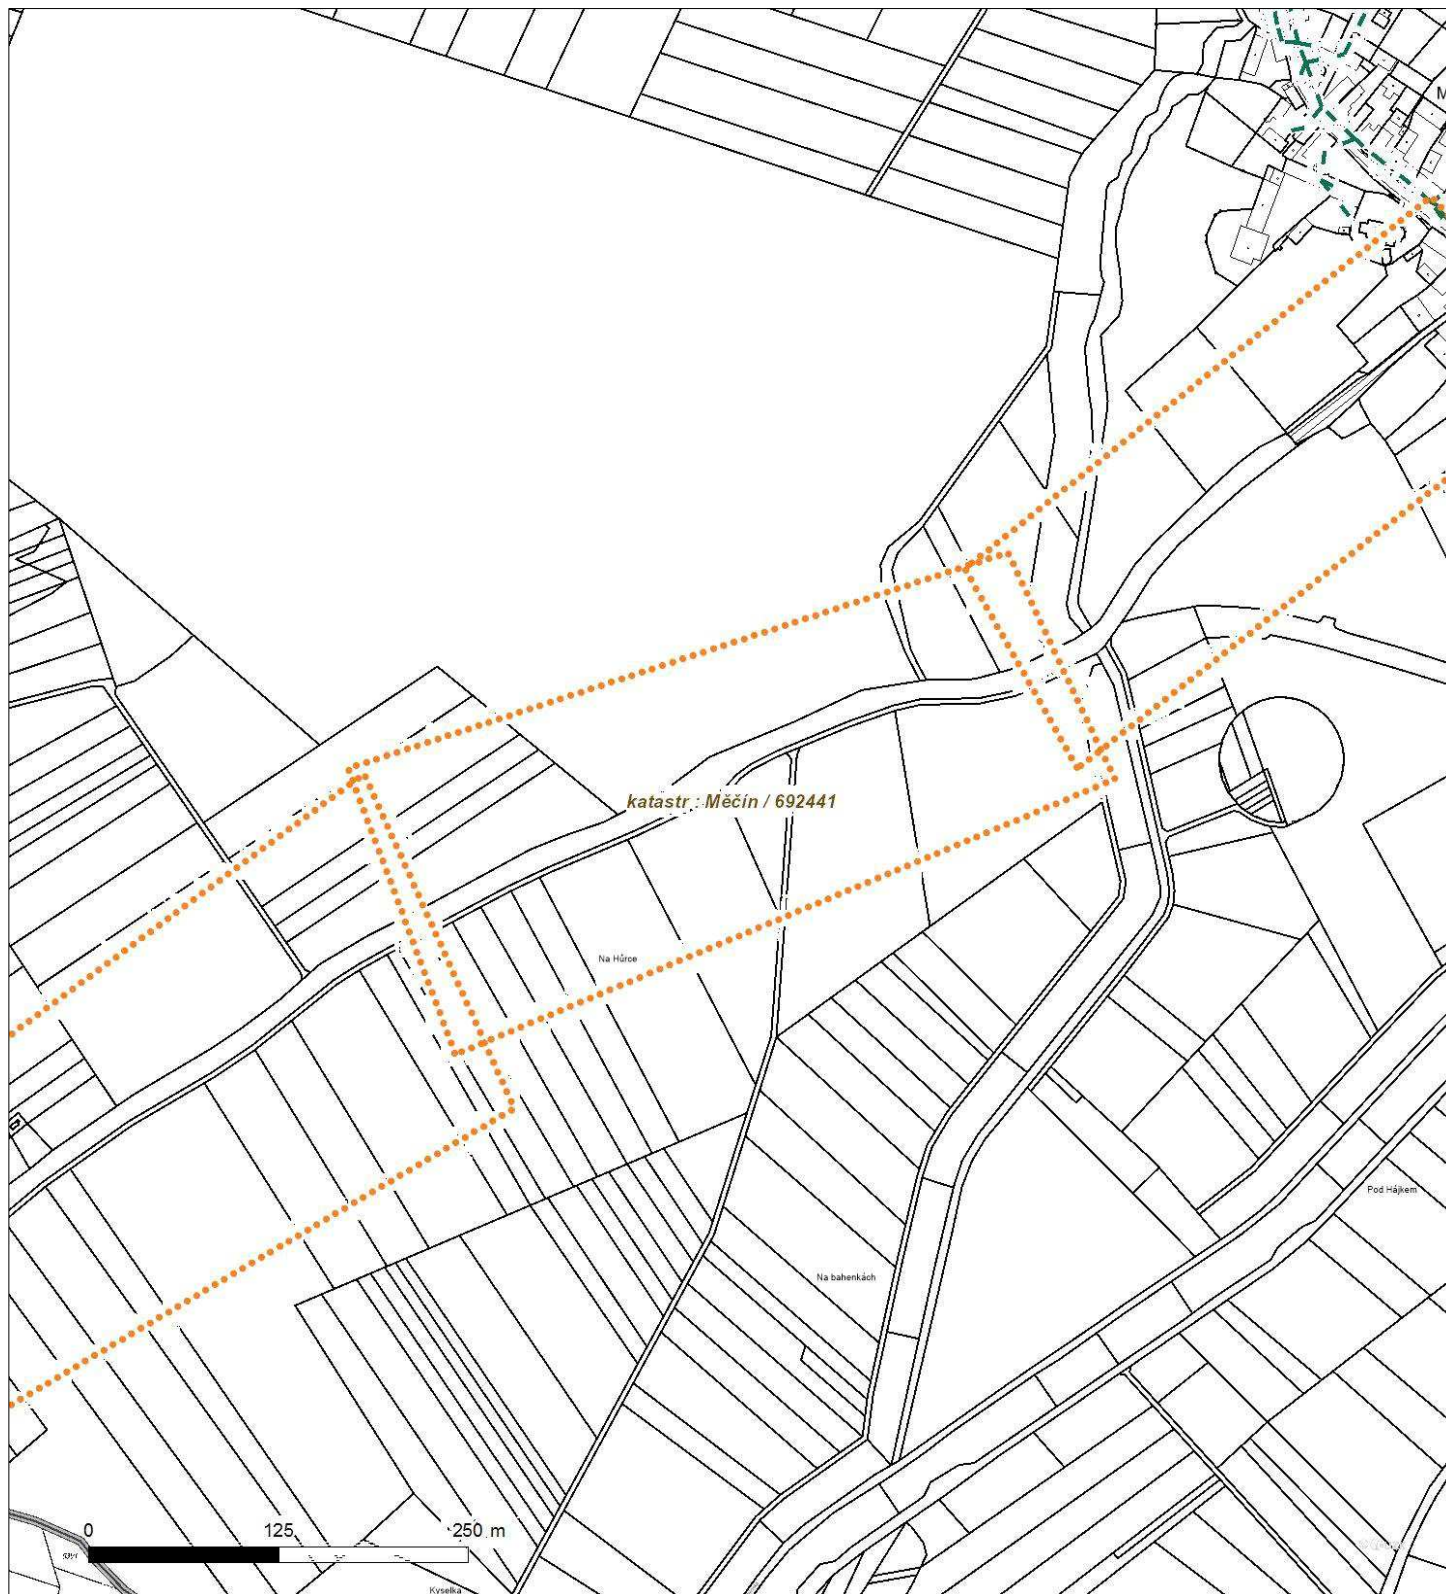 M
katastr : Měčín / 692441
Na Hůrce
Pod Hájkem
Na bahenkách
0 125 250 m
Kyselka